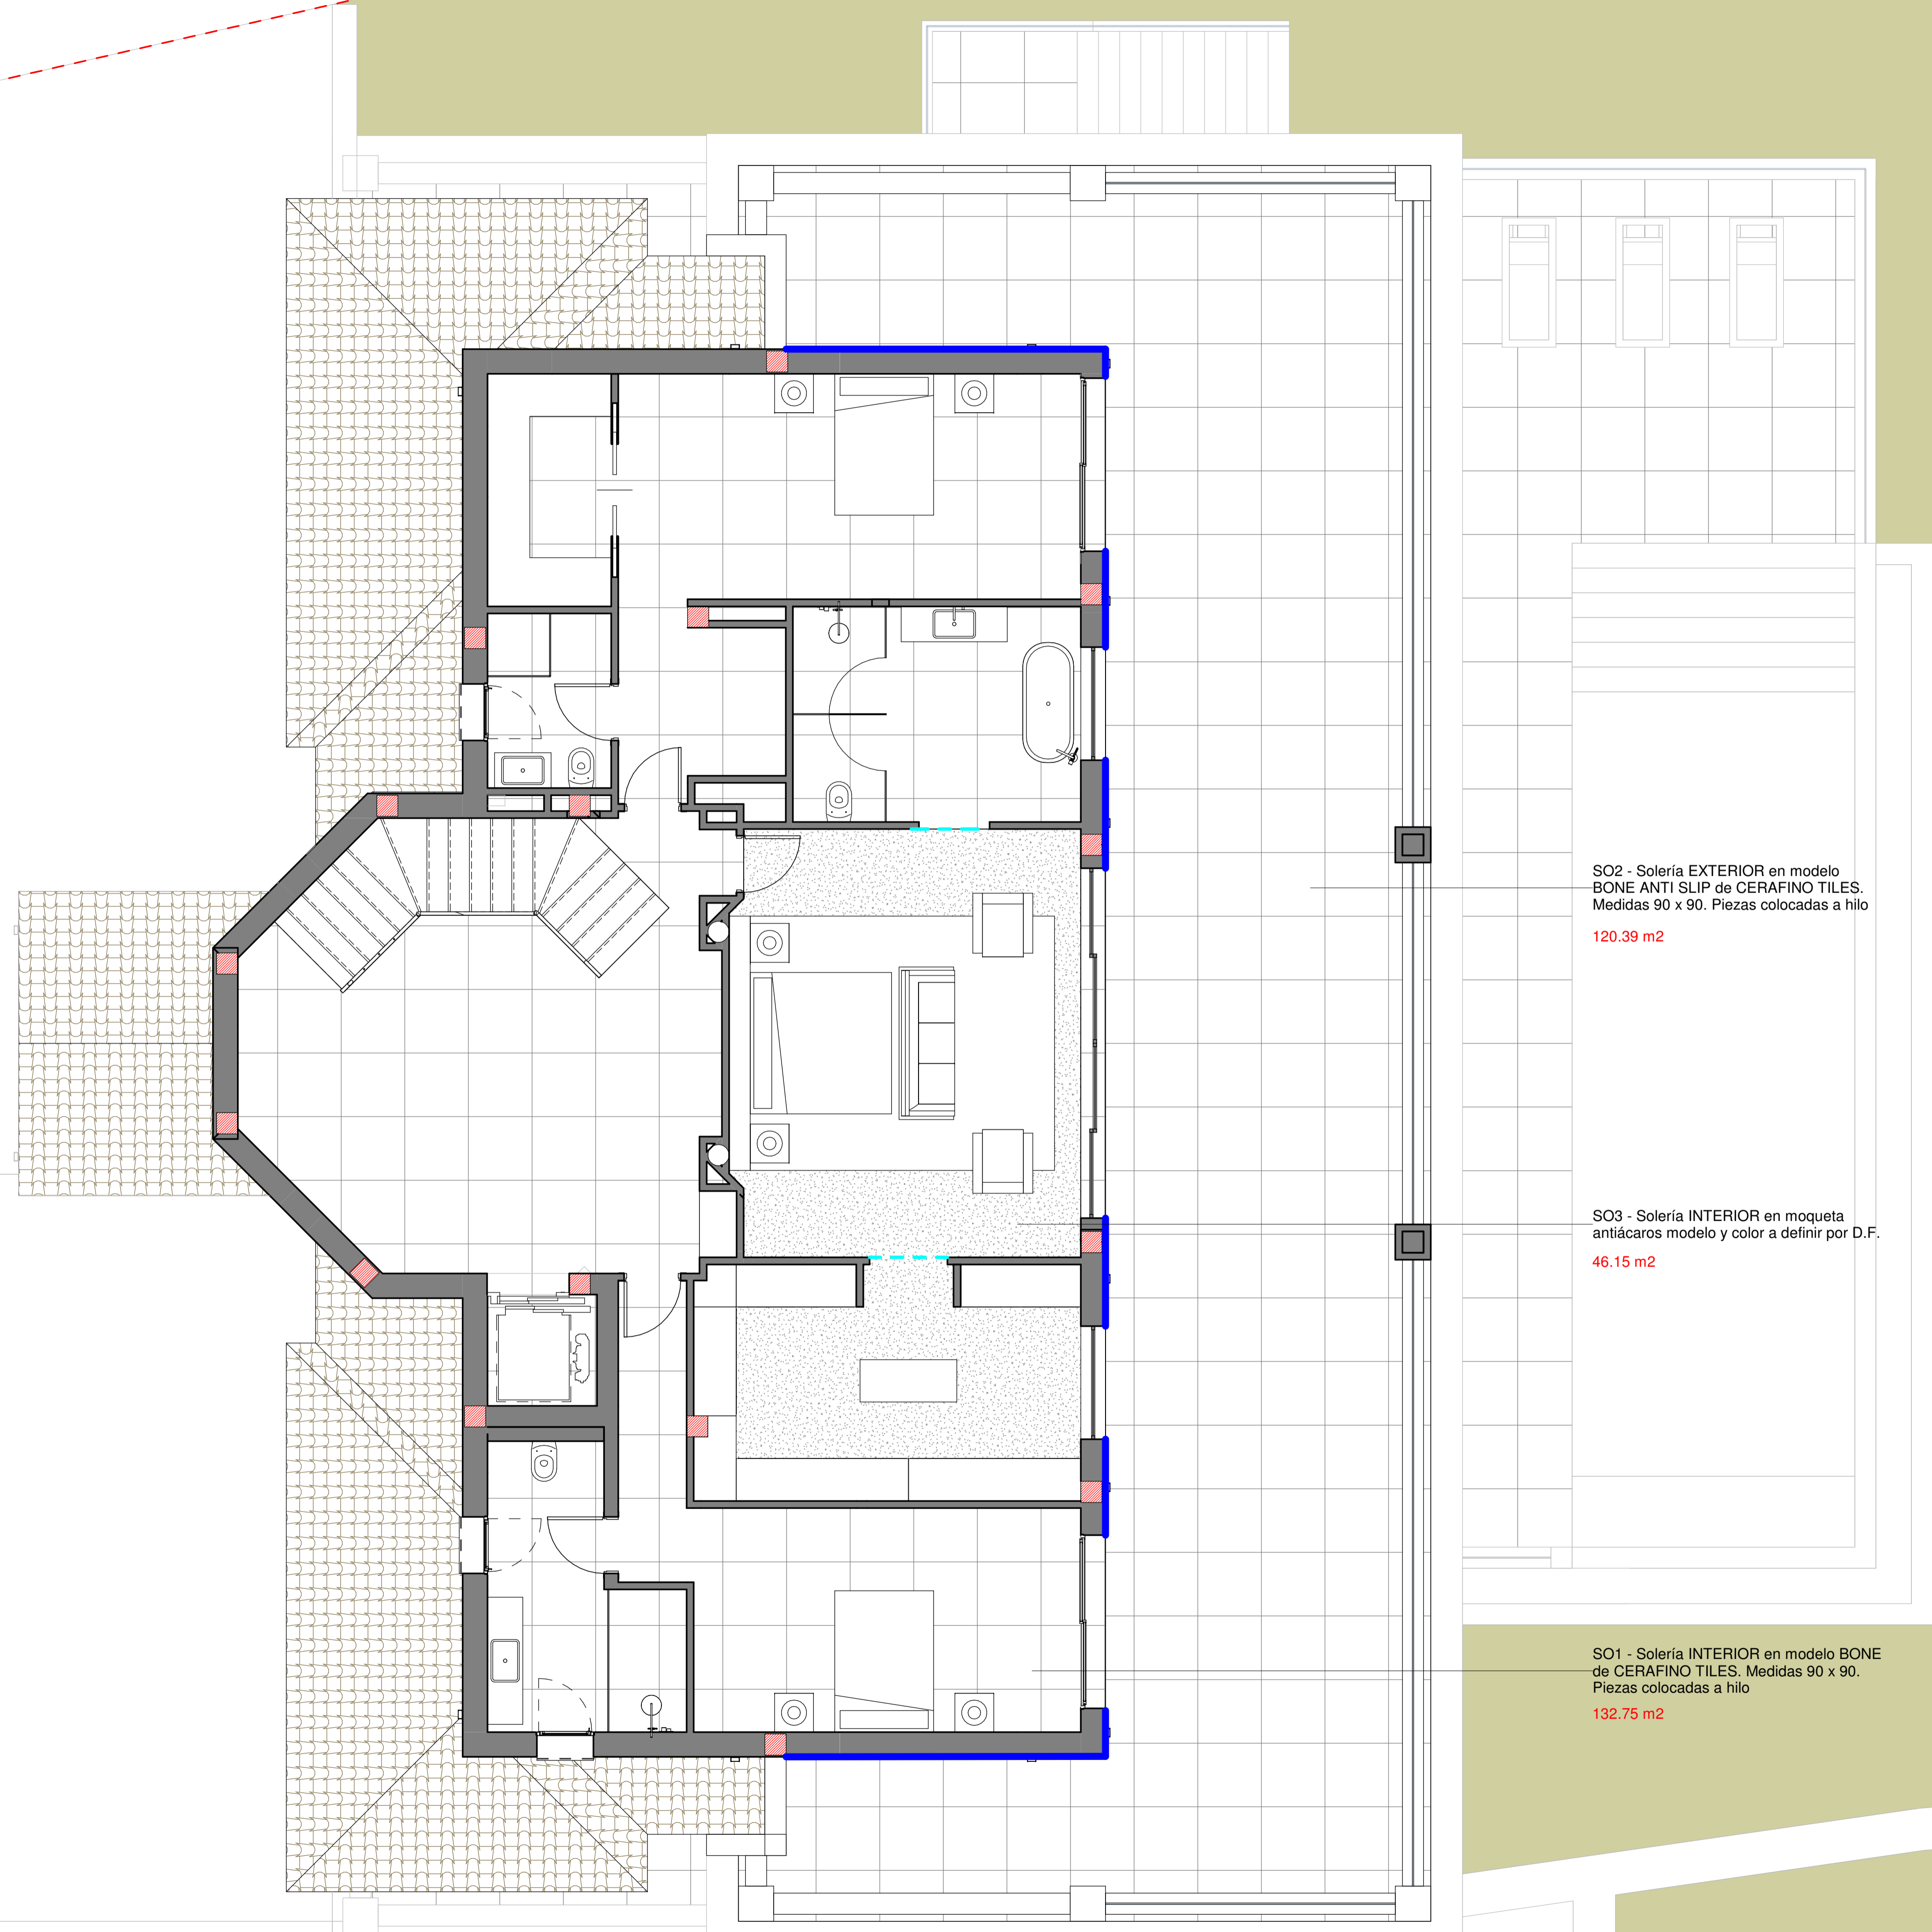 SO2 - Solería EXTERIOR en modelo
BONE ANTI SLIP de CERAFINO TILES.
Medidas 90 x 90. Piezas colocadas a hilo
120.39 m2
SO3 - Solería INTERIOR en moqueta
antiácaros modelo y color a definir por D.F.
46.15 m2
SO1 - Solería INTERIOR en modelo BONE
de CERAFINO TILES. Medidas 90 x 90.
Piezas colocadas a hilo
132.75 m2